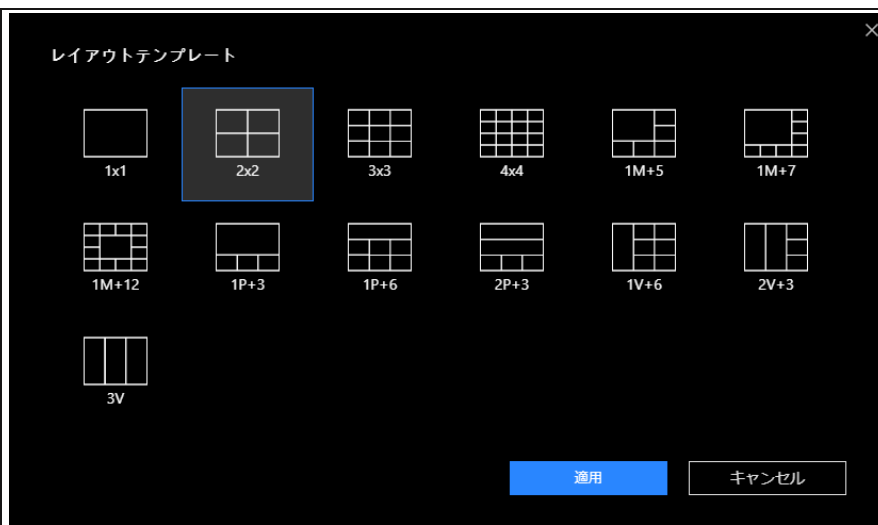 レイアウトテンプレート
1x1
2x2
3x3
4x4
1M+5
1M+7
1M+12
1P+3
1P+6
2P+3
1V+6
2V+3
3V
適用
キャンセル